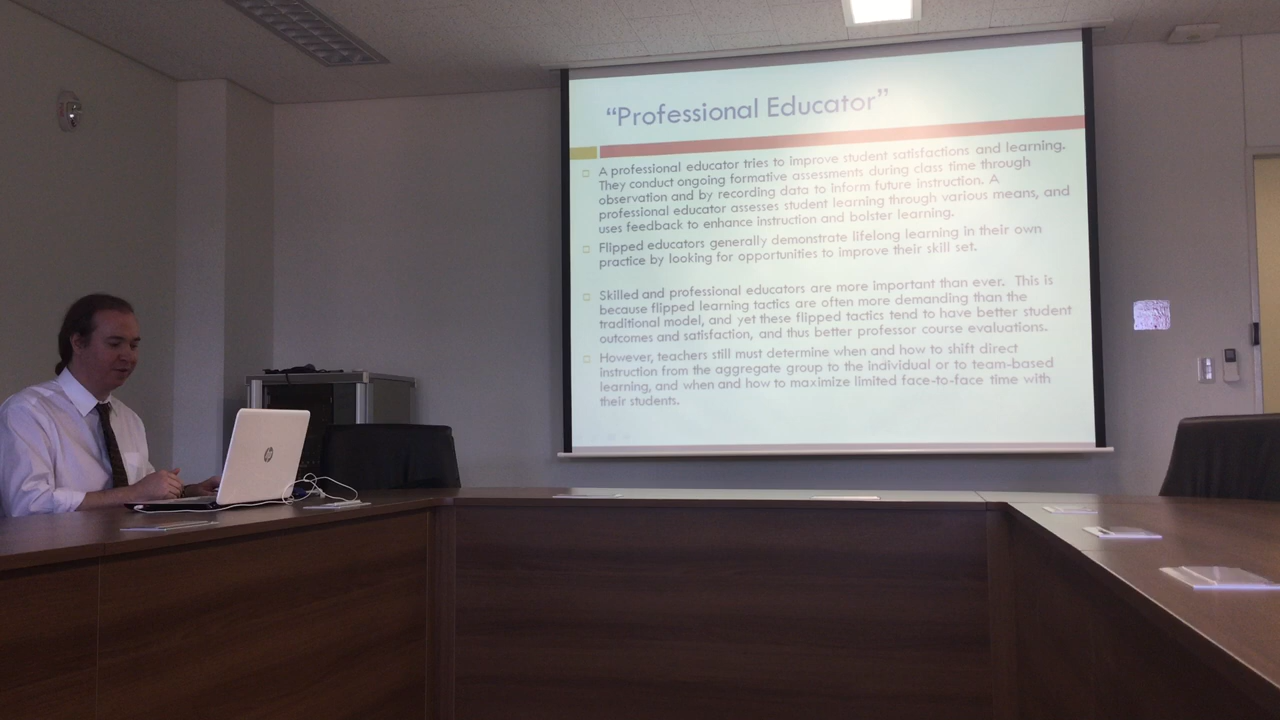 “Professional Educator”
A professional educator tries to improve student satisfactions and learning.
They conduct ongoing formative assessments during class time through
observation and by recording data to inform future instruction. A
professional educator assesses student learning through various means, and
uses feedback to enhance instruction and bolster learning.
Flipped educators generally demonstrate lifelong learning in their own
practice by looking for opportunities to improve their skill set.
Skilled and professional educators are more important than ever. This is
because flipped learning tactics are often more demanding than the
traditional model, and yet these flipped tactics tend to have better student
outcomes and satisfaction, and thus better professor course evaluations.
However, teachers still must determine when and how to shift direct
instruction from the aggregate group to the individual or to team-based
learning, and when and how to maximize limited face-to-face time with
their students.
hp